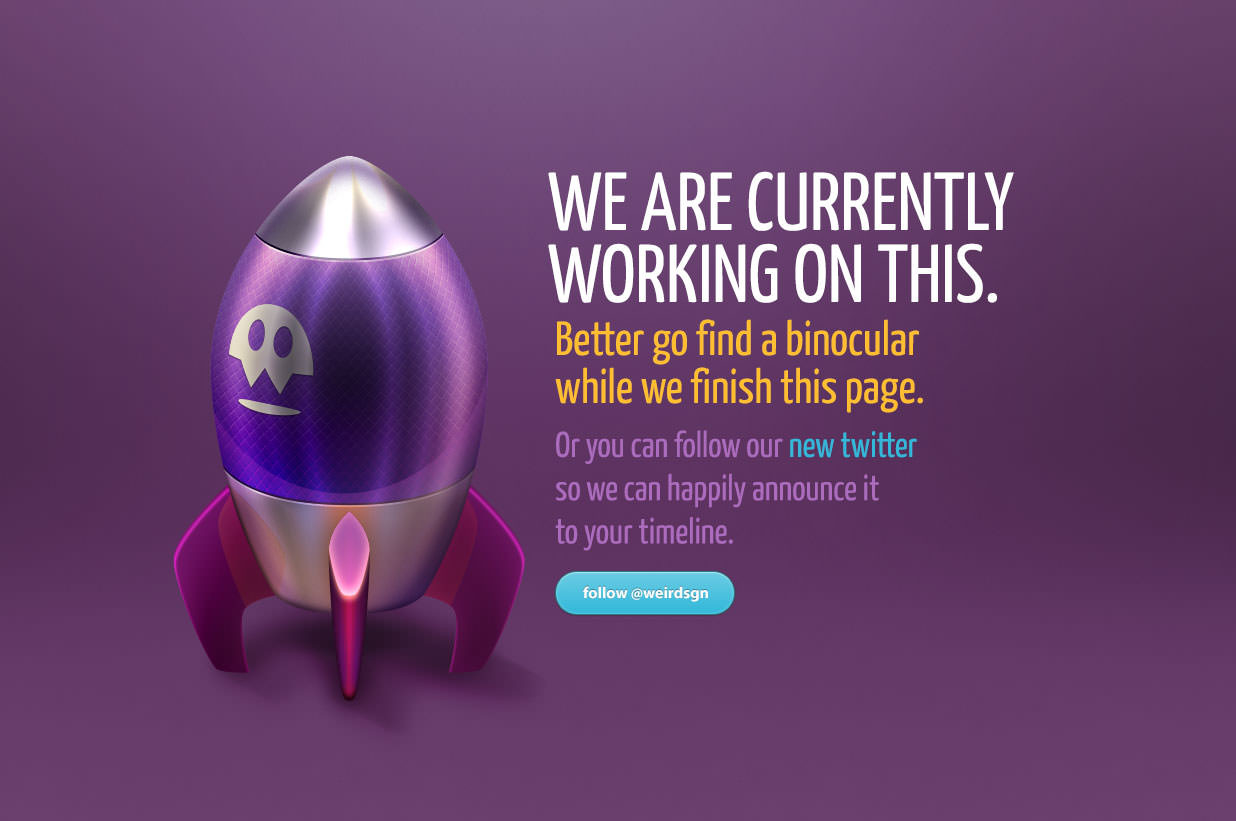 WE ARE CURRENTLY
WORKING ON THIS.
Better go find a binocular
while we finish this page.
Or you can follow our new twitter
so we can happily announce it
to your timeline.
follow @weirdsgn